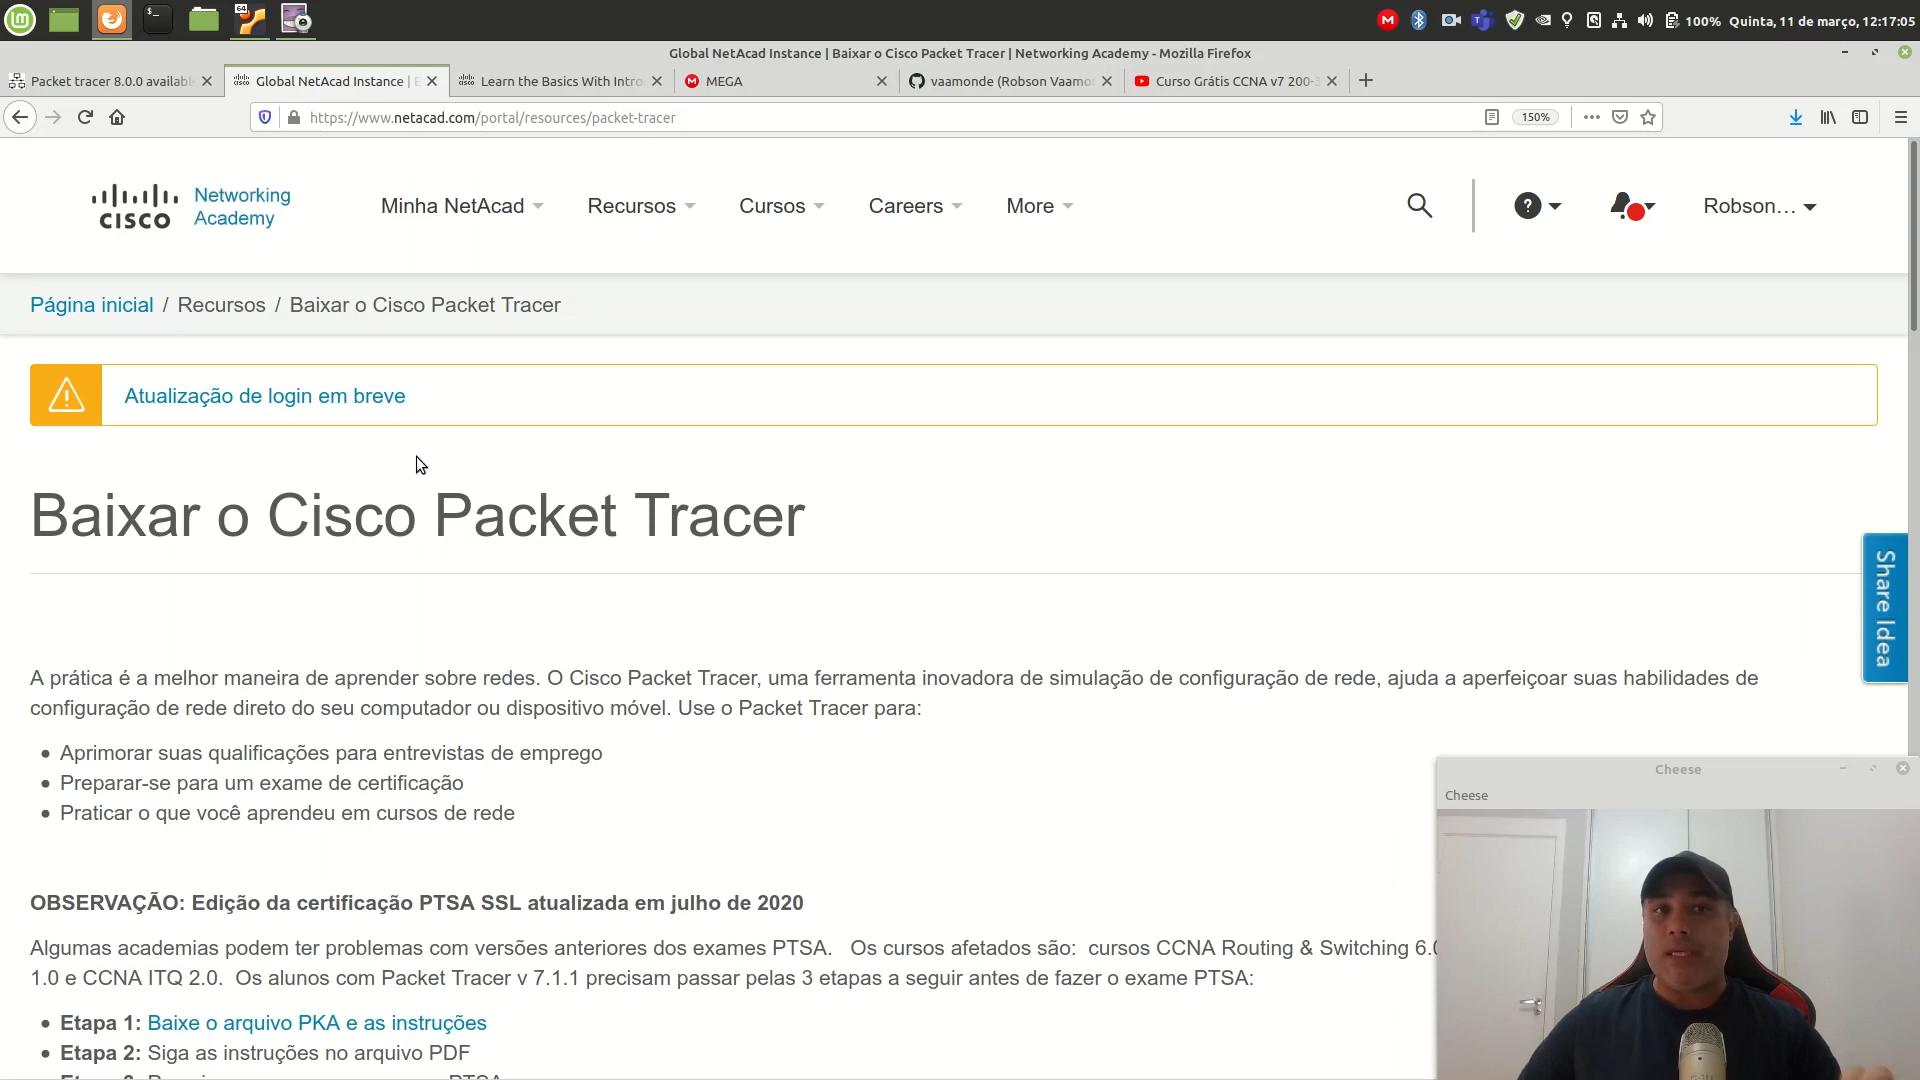 100% Quinta, 11 de março, 12:17:05
Global NetAcad Instance | Baixar o Cisco Packet Tracer | Networking Academy - Mozilla Firefox
Packet tracer 8.0.0 availabl
Global NetAcad Instance |
Learn the Basics With Intro
MEGA
vaamonde (Robson Vaamo
Curso Grátis CCNA v7 200-
https://www.netacad.com/portal/resources/packet-tracer
150%
cisco
Networking
Academy
Minha NetAcad
Recursos
Cursos
Careers
More
Robson...
Página inicial / Recursos / Baixar o Cisco Packet Tracer
Atualização de login em breve
Baixar o Cisco Packet Tracer
Share Idea
A prática é a melhor maneira de aprender sobre redes. O Cisco Packet Tracer, uma ferramenta inovadora de simulação de configuração de rede, ajuda a aperfeiçoar suas habilidades de
configuração de rede direto do seu computador ou dispositivo móvel. Use o Packet Tracer para:
Aprimorar suas qualificações para entrevistas de emprego
Preparar-se para um exame de certificação
Praticar o que você aprendeu em cursos de rede
Cheese
Cheese
OBSERVAÇÃO: Edição da certificação PTSA SSL atualizada em julho de 2020
Algumas academias podem ter problemas com versões anteriores dos exames PTSA. Os cursos afetados são: cursos CCNA Routing & Switching 6.0
1.0 e CCNA ITQ 2.0. Os alunos com Packet Tracer v 7.1.1 precisam passar pelas 3 etapas a seguir antes de fazer o exame PTSA:
Etapa 1: Baixe o arquivo PKA e as instruções
Etapa 2: Siga as instruções no arquivo PDF